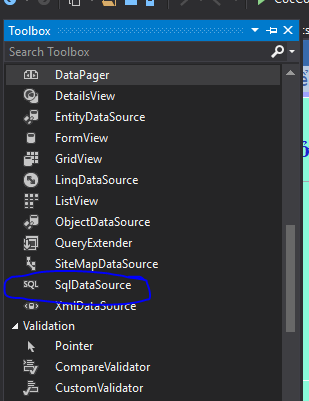 Toolbox
Search Toolbox
DataPager
DetailsView
EntityDataSource
FormView
GridView
LinqDataSource
ListView
ObjectDataSource
QueryExtender
SiteMapDataSource
SQL SqlDataSource
XmlDataSource
Validation
Pointer
CompareValidator
CustomValidator